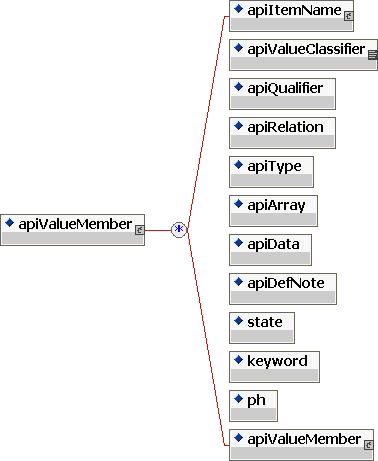 apiItemName
apiValueClassifier
apiQualifier
apiRelation
apiType
apiArray
apiValueMember
*
apiData
apiDefNote
state
keyword
ph
apiValueMember